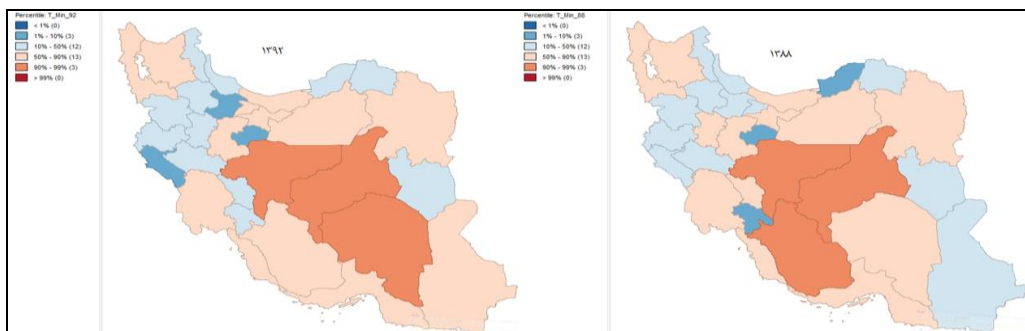 Percentile: T_Min_92
< 1% (0)
1% - 10% (3)
10% - 50% (12)
50% - 90% (13)
90% - 99% (3)
> 99% (0)
۱۳۹۲
Percentile: T_Min_88
< 1% (0)
1% - 10% (3)
10% - 50% (12)
50% - 90% (13)
90% - 99% (3)
> 99% (0)
۱۳۸۸